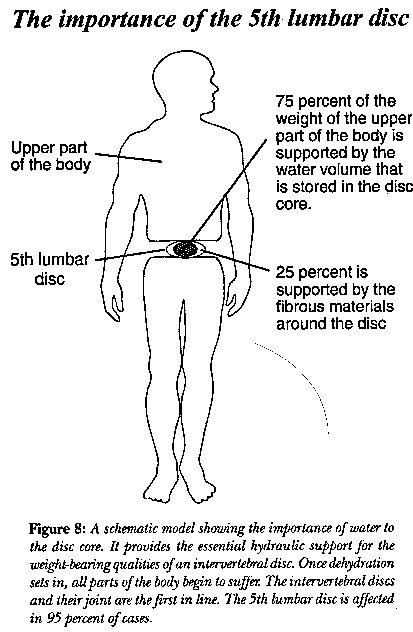 The importance of the 5th lumbar disc
75 percent of the
weight of the upper
part of the body is
supported by the
water volume that
is stored in the disc
core.
Upper part
of the body
5th lumbar
disc
25 percent is
supported by the
fibrous materials
around the disc
Figure 8: A schematic model showing the importance of water to
the disc core. It provides the essential hydraulic support for the
weight-bearing qualities of an intervertebral disc. Once dehydration
sets in, all parts of the body begin to suffer. The intervertebral discs
and their joint are the first in line. The 5th lumbar disc is affected
in 95 percent of cases.